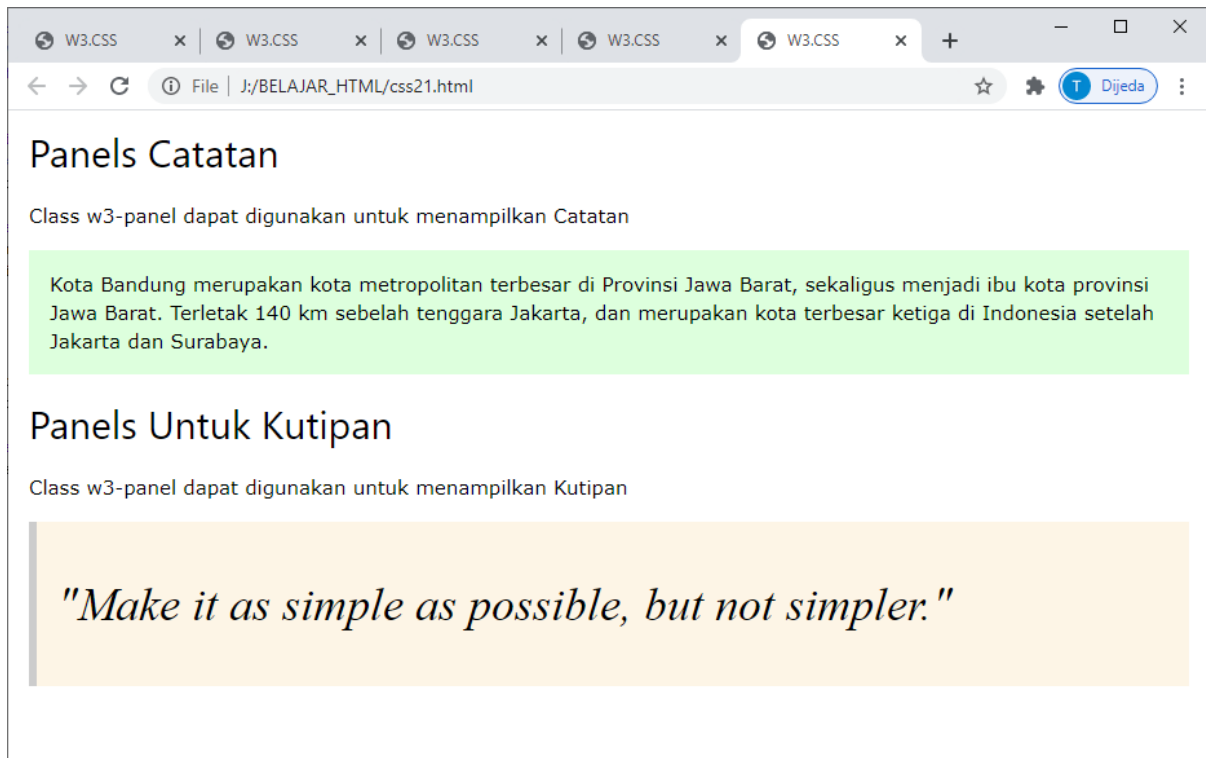 W3.CSS W3.CSS W3.CSS W3.CSS W3.CSS
File J:/BELAJAR_HTML/css21.html T Dijeda
Panels Catatan
Class w3-panel dapat digunakan untuk menampilkan Catatan
Kota Bandung merupakan kota metropolitan terbesar di Provinsi Jawa Barat, sekaligus menjadi ibu kota provinsi
Jawa Barat. Terletak 140 km sebelah tenggara Jakarta, dan merupakan kota terbesar ketiga di Indonesia setelah
Jakarta dan Surabaya.
Panels Untuk Kutipan
Class w3-panel dapat digunakan untuk menampilkan Kutipan
"Make it as simple as possible, but not simpler."